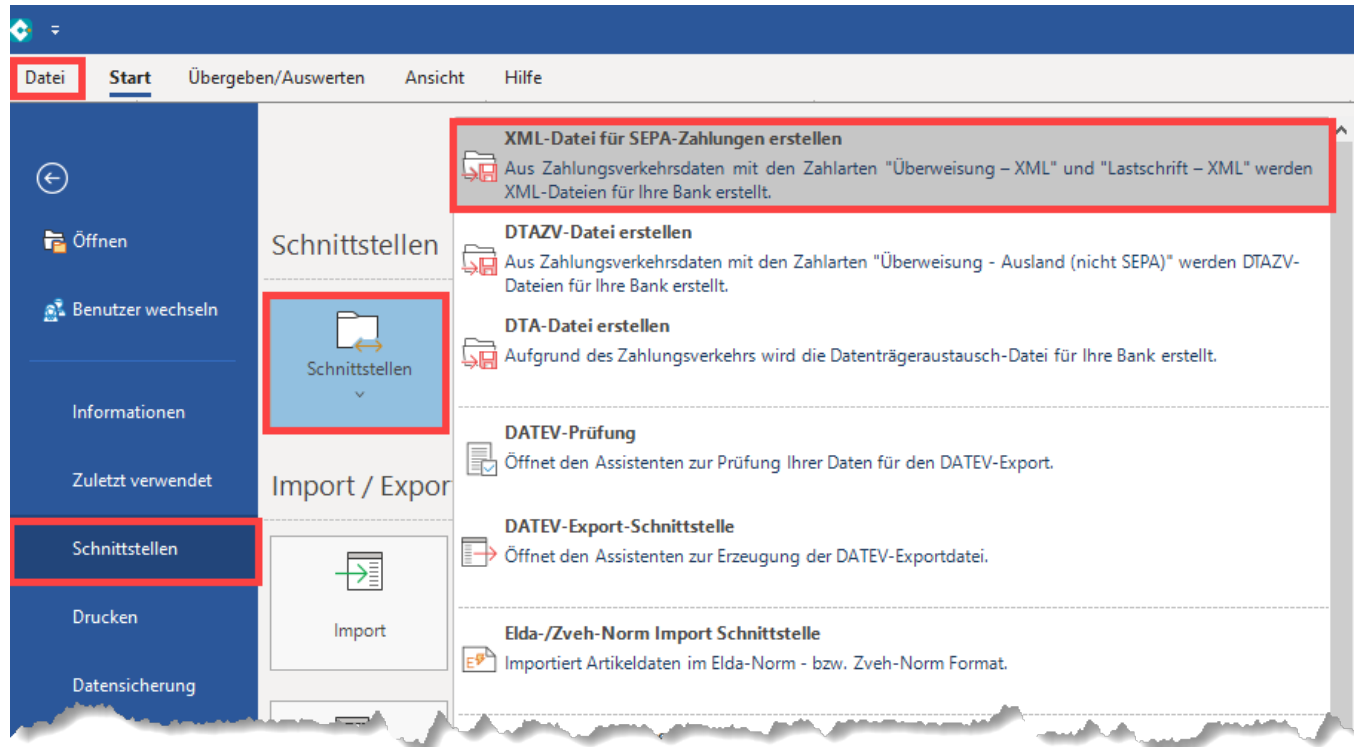 Datei Start Übergeben/Auswerten Ansicht Hilfe
Öffnen
Benutzer wechseln
Informationen
Zuletzt verwendet
Schnittstellen
Drucken
Datensicherung
Schnittstellen
Schnittstellen
Import / Expor
Import
XML-Datei für SEPA-Zahlungen erstellen
Aus Zahlungsverkehrsdaten mit den Zahlarten "Überweisung – XML" und "Lastschrift – XML" werden
XML-Dateien für Ihre Bank erstellt.
DTAZV-Datei erstellen
Aus Zahlungsverkehrsdaten mit den Zahlarten "Überweisung - Ausland (nicht SEPA)" werden DTAZV-
Dateien für Ihre Bank erstellt.
DTA-Datei erstellen
Aufgrund des Zahlungsverkehrs wird die Datenträgeraustausch-Datei für Ihre Bank erstellt.
DATEV-Prüfung
Öffnet den Assistenten zur Prüfung Ihrer Daten für den DATEV-Export.
DATEV-Export-Schnittstelle
Öffnet den Assistenten zur Erzeugung der DATEV-Exportdatei.
Elda-/Zveh-Norm Import Schnittstelle
Importiert Artikeldaten im Elda-Norm - bzw. Zveh-Norm Format.